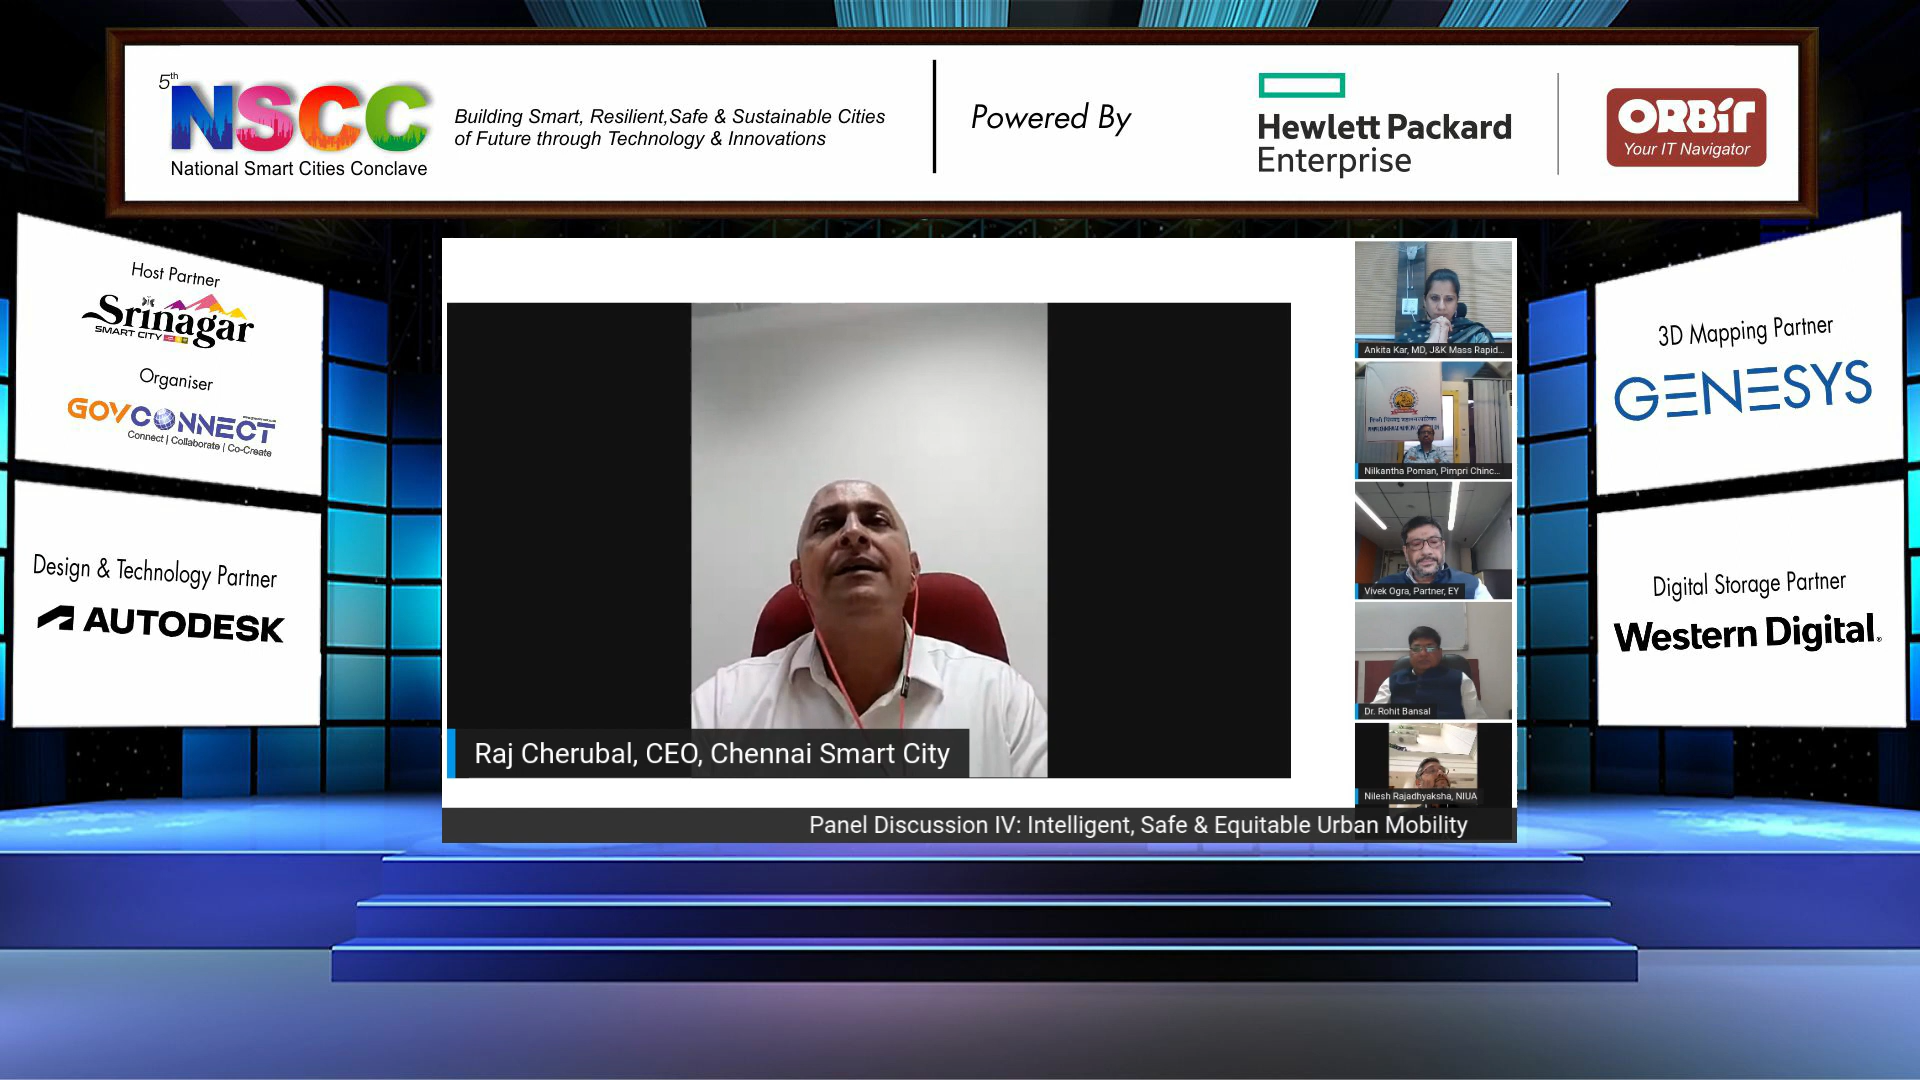 5th
NSCC
National Smart Cities Conclave
Building Smart, Resilient,Safe & Sustainable Cities
of Future through Technology & Innovations
Powered By
Hewlett Packard
Enterprise
ORBIT
Your IT Navigator
Host Partner
Srinagar
SMART CITY
Organiser
GOVCONNECT
Connect | Collaborate | Co-Create
Design & Technology Partner
AUTODESK
Raj Cherubal, CEO, Chennai Smart City
Ankita Kar, MD, J&K Mass Rapid...
Nilkantha Poman, Pimpri Chinc...
Vivek Ogra, Partner, EY
Dr. Rohit Bansal
Nilesh Rajadhyaksha, NIUA
Panel Discussion IV: Intelligent, Safe & Equitable Urban Mobility
3D Mapping Partner
GENESYS
Digital Storage Partner
Western Digital.